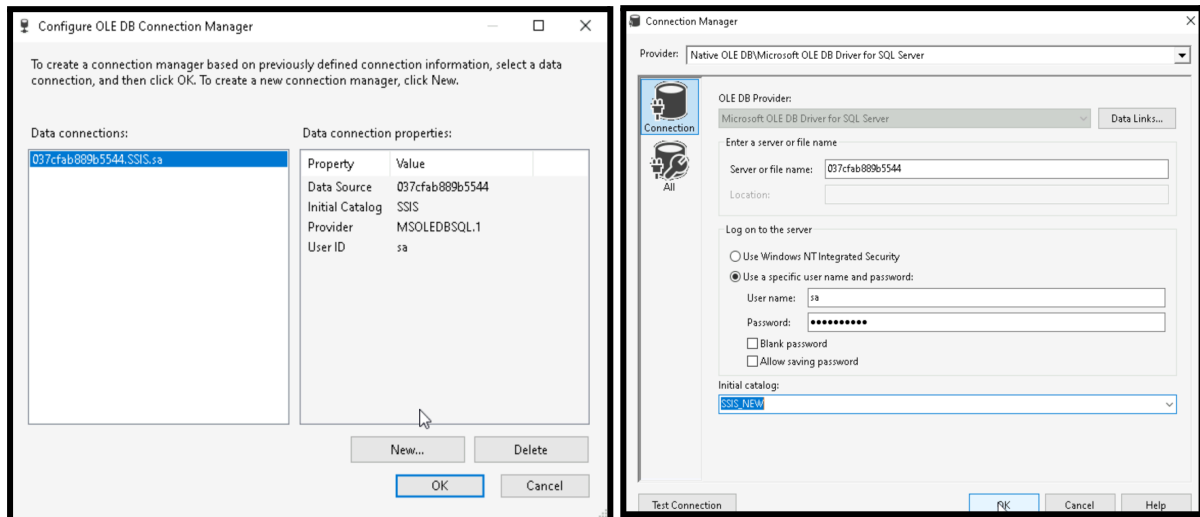 Configure OLE DB Connection Manager
To create a connection manager based on previously defined connection information, select a data
connection, and then click OK. To create a new connection manager, click New.
Data connections:
037cfab889b5544.SSIS.sa
Data connection properties:
Property Value
Data Source 037cfab889b5544
Initial Catalog SSIS
Provider MSOLEDBSQL.1
User ID sa
New...
Delete
OK
Cancel
Connection Manager
Provider: Native OLE DB\Microsoft OLE DB Driver for SQL Server
Connection
All
OLE DB Provider:
Microsoft OLE DB Driver for SQL Server
Data Links...
Enter a server or file name
Server or file name: 037cfab889b5544
Location:
Log on to the server
Use Windows NT Integrated Security
Use a specific user name and password:
User name: sa
Password: ●●●●●●●●●●
Blank password
Allow saving password
Initial catalog:
SSIS_NEW
Test Connection
OK
Cancel
Help